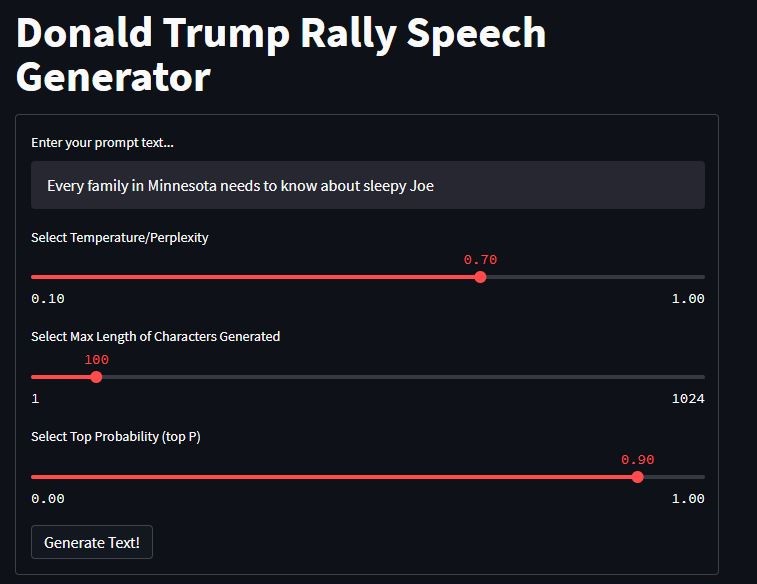 Donald Trump Rally Speech
Generator
Enter your prompt text...
Every family in Minnesota needs to know about sleepy Joe
Select Temperature/Perplexity
0.70
0.10 1.00
Select Max Length of Characters Generated
100
1 1024
Select Top Probability (top P)
0.90
0.00 1.00
Generate Text!